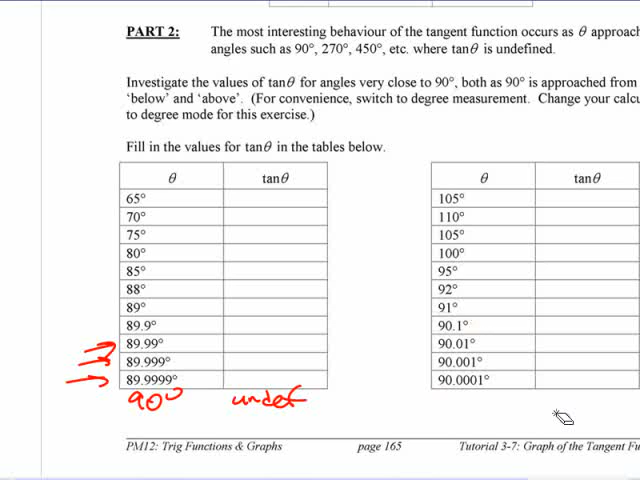 PART 2: The most interesting behaviour of the tangent function occurs as θ approach
angles such as 90°, 270°, 450°, etc. where tanθ is undefined.
Investigate the values of tanθ for angles very close to 90°, both as 90° is approached from
'below' and 'above'. (For convenience, switch to degree measurement. Change your calcu
to degree mode for this exercise.)
Fill in the values for tanθ in the tables below.
θ tanθ
65°
70°
75°
80°
85°
88°
89°
89.9°
89.99°
89.999°
89.9999°
90° undef
θ tanθ
105°
110°
105°
100°
95°
92°
91°
90.1°
90.01°
90.001°
90.0001°
PM12: Trig Functions & Graphs page 165 Tutorial 3-7: Graph of the Tangent Fu